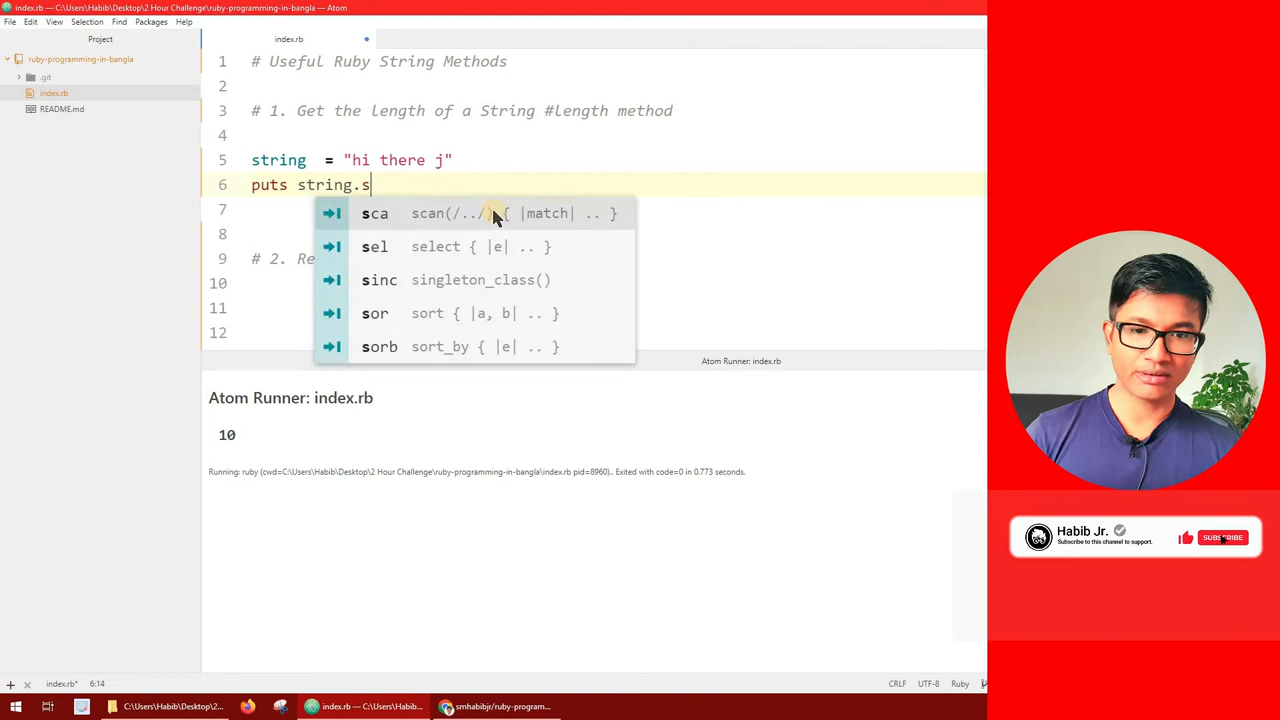 index.rb — C:\Users\Habib\Desktop\2 Hour Challenge\ruby-programming-in-bangla — Atom
File Edit View Selection Find Packages Help
Project
index.rb
ruby-programming-in-bangla
.git
index.rb
README.md
1 # Useful Ruby String Methods
2
3 # 1. Get the length of a String #length method
4
5 string = "hi there j"
6 puts string.s
7
8
9 # 2. Re
10
11
12
sca scan(/../) { |match| .. }
sel select { |e| .. }
sinc singleton_class()
sor sort { |a, b| .. }
sorb sort_by { |e| .. }
Atom Runner: index.rb
Atom Runner: index.rb
10
Running: ruby (cwd=C:\Users\Habib\Desktop\2 Hour Challenge\ruby-programming-in-bangla\index.rb pid=8960).. Exited with code=0 in 0.773 seconds.
Habib Jr.
Subscribe to this channel to support.
SUBSCRIBE
index.rb* 6:14
CRLF UTF-8 Ruby
C:\Users\Habib\Desktop\2...
index.rb — C:\Users\Habib...
smhabibjr/ruby-program...